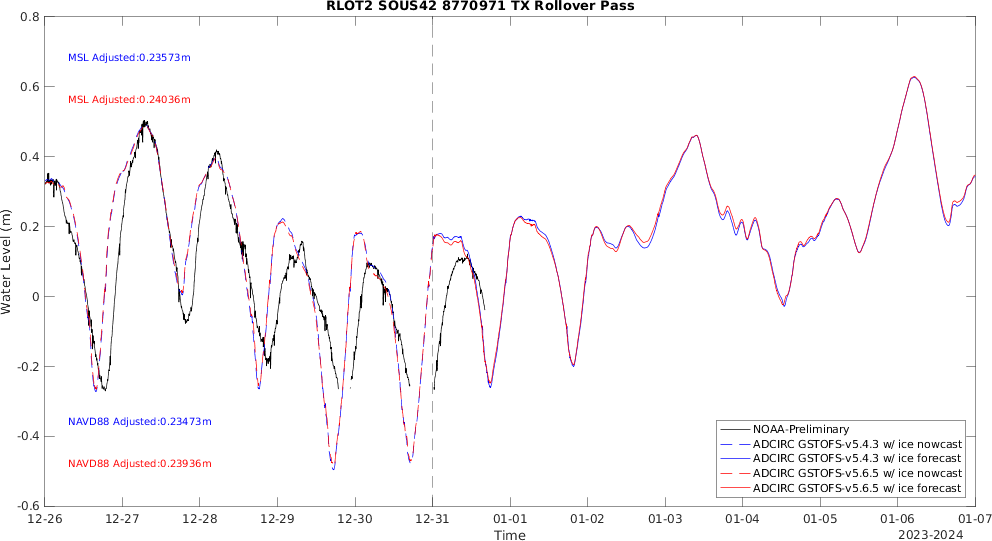 RLOT2 SOUS42 8770971 TX Rollover Pass
0.8
0.6
0.4
0.2
0
-0.2
-0.4
-0.6
Water Level (m)
MSL Adjusted:0.23573m
MSL Adjusted:0.24036m
NAVD88 Adjusted:0.23473m
NAVD88 Adjusted:0.23936m
NOAA-Preliminary
ADCIRC GSTOFS-v5.4.3 w/ ice nowcast
ADCIRC GSTOFS-v5.4.3 w/ ice forecast
ADCIRC GSTOFS-v5.6.5 w/ ice nowcast
ADCIRC GSTOFS-v5.6.5 w/ ice forecast
12-26 12-27 12-28 12-29 12-30 12-31 01-01 01-02 01-03 01-04 01-05 01-06 01-07
Time
2023-2024